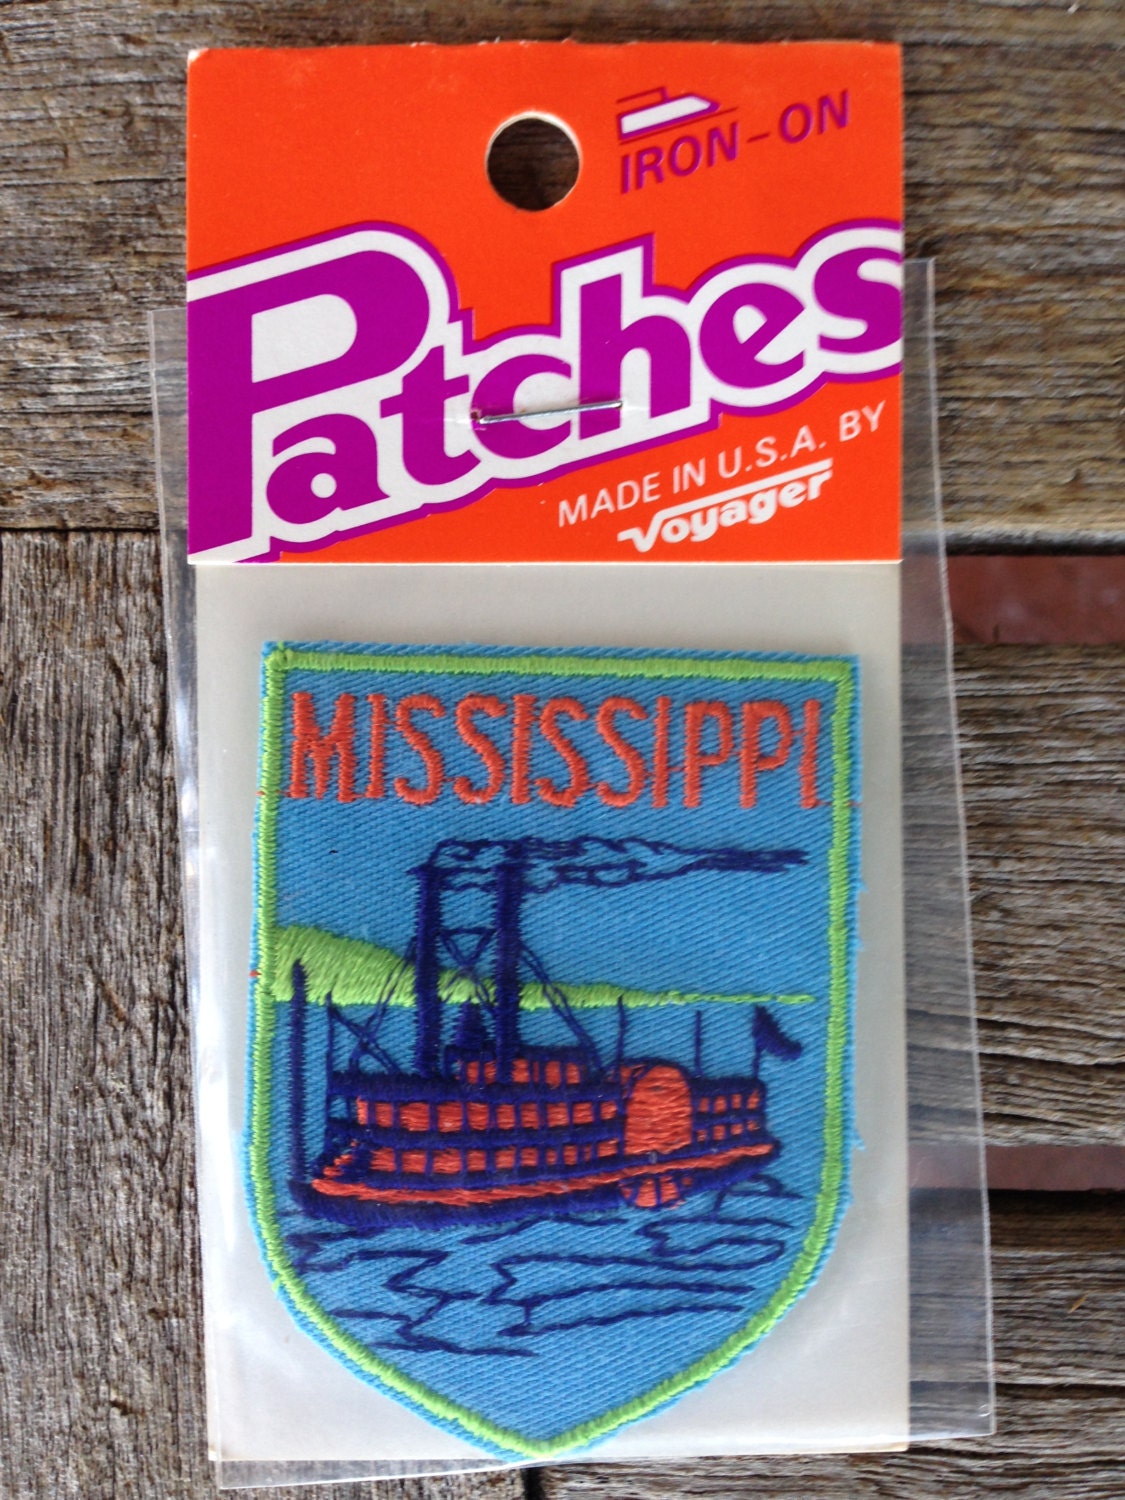 IRON-ON
Patches
MADE IN U.S.A. BY
Voyager
MISSISSIPPI